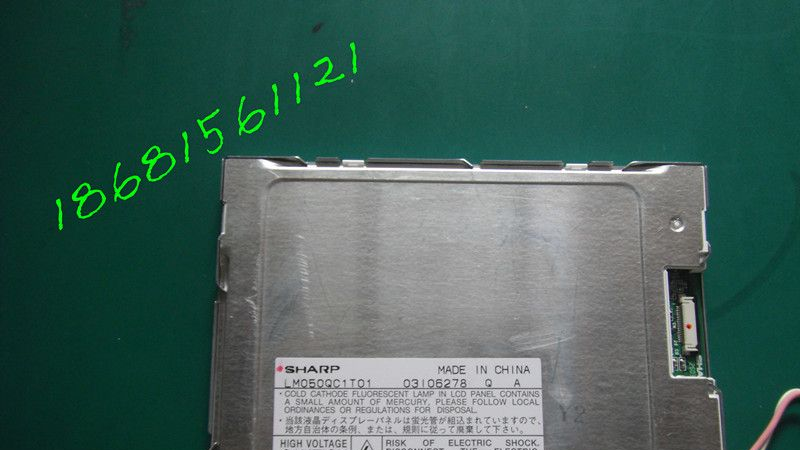 18681561121
SHARP MADE IN CHINA
LM050QC1T01 03I06278 Q A
・COLD CATHODE FLUORESCENT LAMP IN LCD PANEL CONTAINS
A SMALL AMOUNT OF MERCURY, PLEASE FOLLOW LOCAL
ORDINANCES OR REGULATIONS FOR DISPOSAL.
・当該液晶ディスプレーパネルは蛍光管が組込まれていますので、
地方自治体の条例、または、規則に従って廃棄して下さい。
HIGH VOLTAGE RISK OF ELECTRIC SHOCK.
DISCONNECT THE ELECTRIC